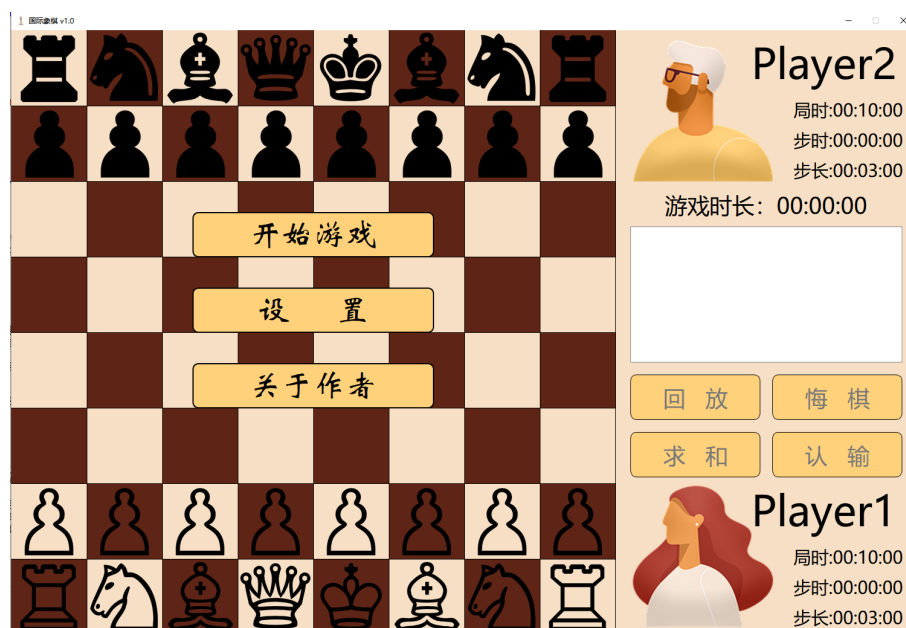 国际象棋 v1.0
Player2
局时:00:10:00
步时:00:00:00
步长:00:03:00
游戏时长：00:00:00
开始游戏
设 置
关于作者
回 放
悔 棋
求 和
认 输
Player1
局时:00:10:00
步时:00:00:00
步长:00:03:00